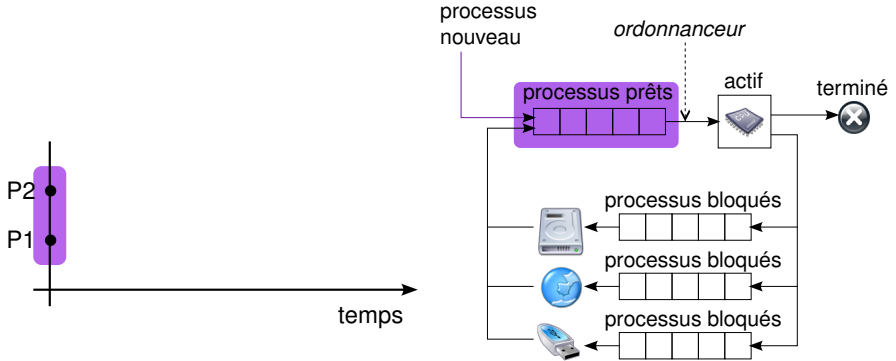 processus
nouveau
ordonnanceur
processus prêts
actif
terminé
P2
P1
temps
processus bloqués
processus bloqués
processus bloqués